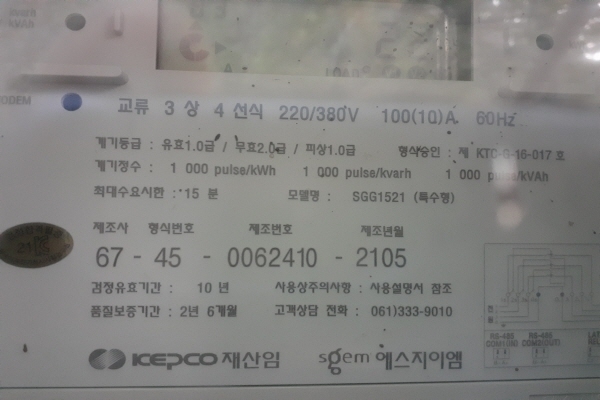 kVAR
MODEM
교류 3 상 4 선식 220/380V 100(10)A 60Hz
계기등급 : 유효1.0급 / 무효2.0급 / 피상1.0급 형식승인 : 제 KTC-G-16-017 호
계기정수 : 1 000 pulse/kWh 1 000 pulse/kvarh 1 000 pulse/kVAh
최대수요시한 : 15 분 모델명 : SGG1521 (특수형)
제조사 형식번호 제조번호 제조년월
67 - 45 - 0062410 - 2105
검정유효기간 : 10 년 사용상주의사항 : 사용설명서 참조
품질보증기간 : 2년 6개월 고객상담 전화 : 061)333-9010
RS-485 RS-485
KEPCO 재산임 sgem 에스지이엠